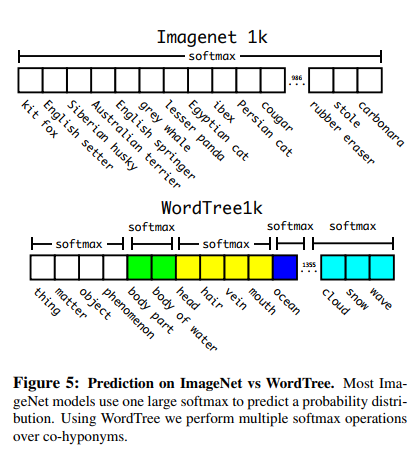 Imagenet 1k
softmax
986
...
kit fox
English setter
Siberian husky
Australian terrier
English springer
grey whale
lesser panda
Egyptian cat
ibex
Persian cat
cougar
rubber eraser
stole
carbonara
WordTree1k
softmax
softmax
softmax
softmax
softmax
1355
...
thing
matter
object
phenomenon
body part
body of water
head
hair
vein
mouth
ocean
cloud
snow
wave
Figure 5: Prediction on ImageNet vs WordTree. Most Ima-
geNet models use one large softmax to predict a probability distri-
bution. Using WordTree we perform multiple softmax operations
over co-hyponyms.